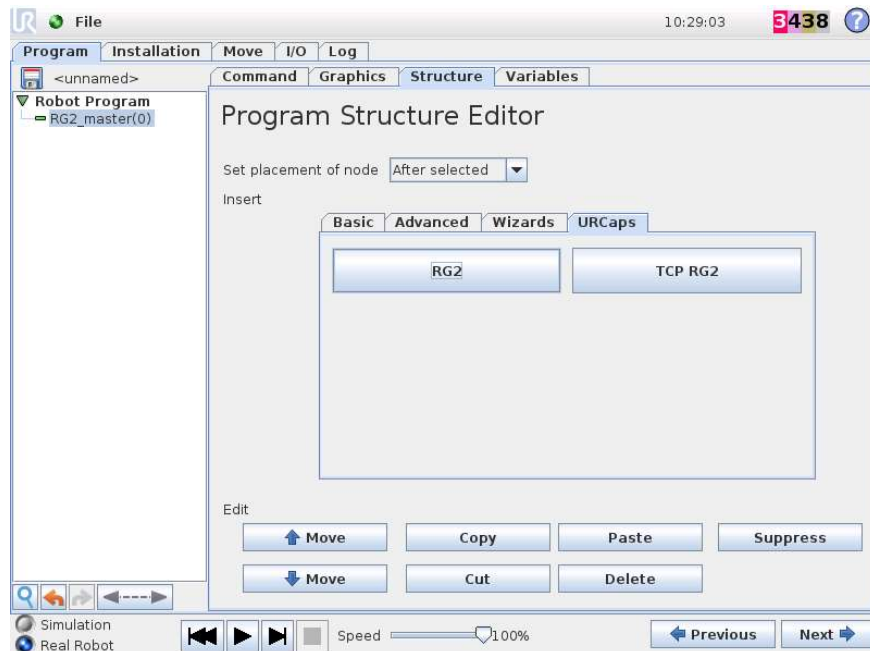 UR File 10:29:03 3438 ?
Program Installation Move I/O Log
<unnamed> Command Graphics Structure Variables
Robot Program
RG2_master(0)
Program Structure Editor
Set placement of node After selected
Insert
Basic Advanced Wizards URCaps
RG2 TCP RG2
Edit
Move Copy Paste Suppress
Move Cut Delete
Simulation
Real Robot
Speed 100% Previous Next